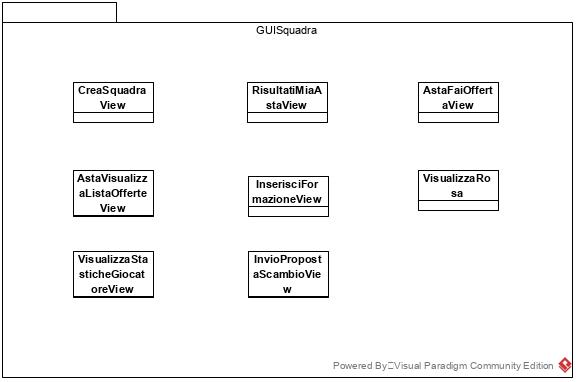 GUISquadra
CreaSquadra
View
RisultatiMiaA
staView
AstaFaiOffert
aView
AstaVisualizz
aListaOfferte
View
InserisciFor
mazioneView
VisualizzaRo
sa
VisualizzaSta
sticheGiocat
oreView
InvioPropost
aScambioVie
w
Powered By Visual Paradigm Community Edition